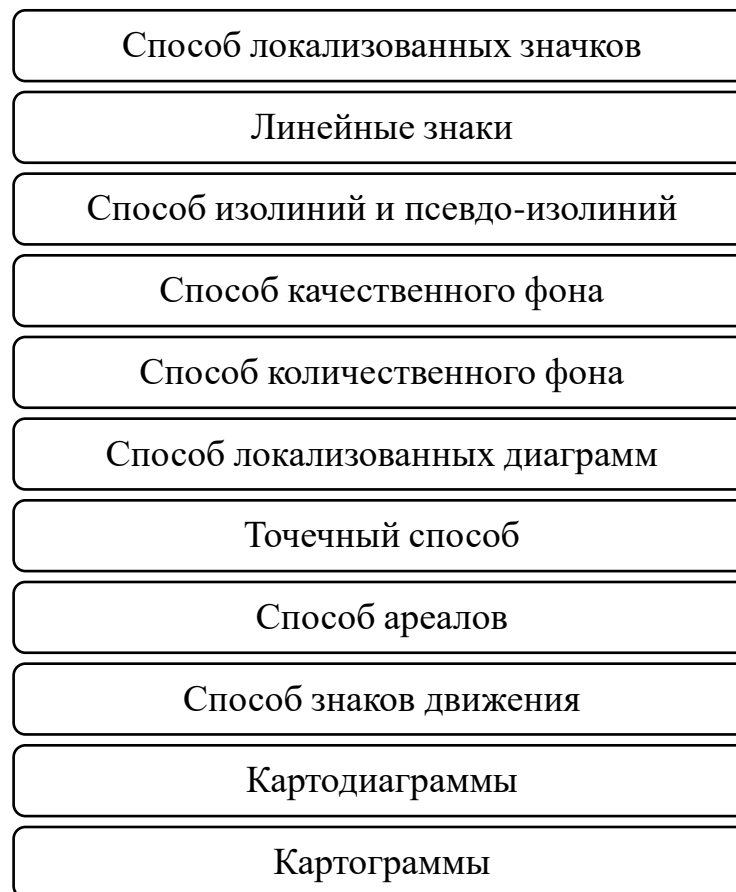 Способ локализованных значков
Линейные знаки
Способ изолиний и псевдо-изолиний
Способ качественного фона
Способ количественного фона
Способ локализованных диаграмм
Точечный способ
Способ ареалов
Способ знаков движения
Картодиаграммы
Картограммы